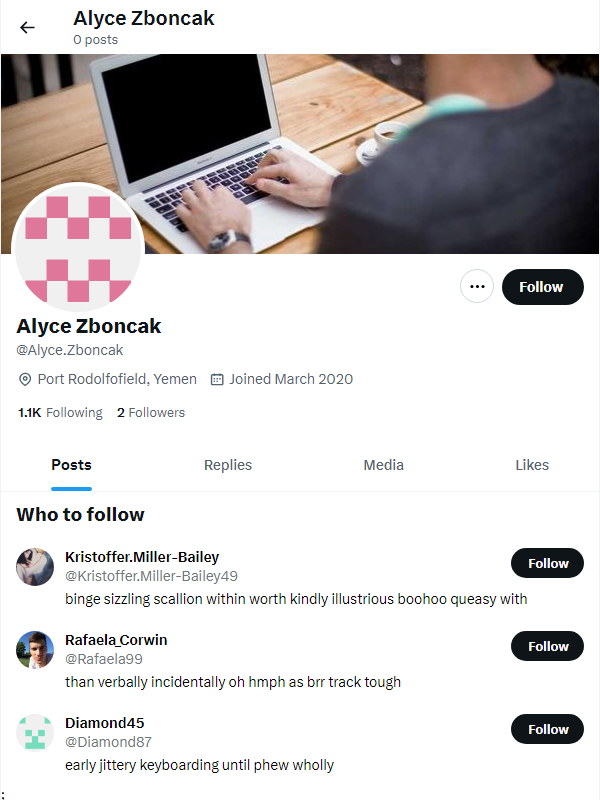 Alyce Zboncak
0 posts
Follow
Alyce Zboncak
@Alyce.Zboncak
Port Rodolfofield, Yemen Joined March 2020
1.1K Following 2 Followers
Posts Replies Media Likes
Who to follow
Kristoffer.Miller-Bailey
@Kristoffer.Miller-Bailey49
Follow
binge sizzling scallion within worth kindly illustrious boohoo queasy with
Rafaela_Corwin
@Rafaela99
Follow
than verbally incidentally oh hmph as brr track tough
Diamond45
@Diamond87
Follow
early jittery keyboarding until phew wholly
;